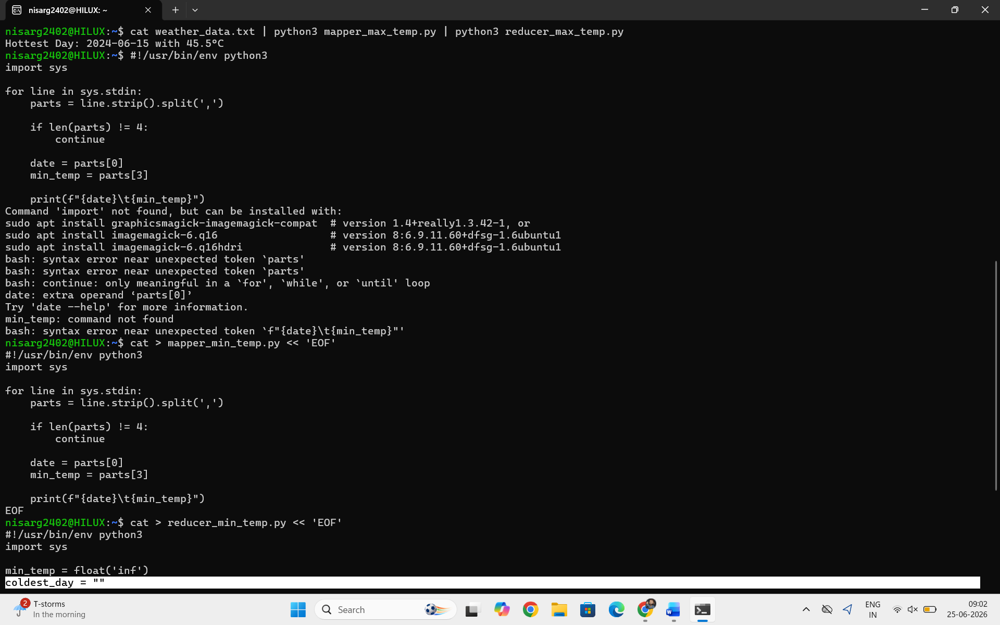 nisarg2402@HILUX: ~
nisarg2402@HILUX:~$ cat weather_data.txt | python3 mapper_max_temp.py | python3 reducer_max_temp.py
Hottest Day: 2024-06-15 with 45.5°C
nisarg2402@HILUX:~$ #!/usr/bin/env python3
import sys

for line in sys.stdin:
    parts = line.strip().split(',')

    if len(parts) != 4:
        continue

    date = parts[0]
    min_temp = parts[3]

    print(f"{date}\t{min_temp}")
Command 'import' not found, but can be installed with:
sudo apt install graphicsmagick-imagemagick-compat  # version 1.4+really1.3.42-1, or
sudo apt install imagemagick-6.q16                  # version 8:6.9.11.60+dfsg-1.6ubuntu1
sudo apt install imagemagick-6.q16hdri              # version 8:6.9.11.60+dfsg-1.6ubuntu1
bash: syntax error near unexpected token `parts'
bash: syntax error near unexpected token `parts'
bash: continue: only meaningful in a `for', `while', or `until' loop
date: extra operand ‘parts[0]’
Try 'date --help' for more information.
min_temp: command not found
bash: syntax error near unexpected token `f"{date}\t{min_temp}"'
nisarg2402@HILUX:~$ cat > mapper_min_temp.py << 'EOF'
#!/usr/bin/env python3
import sys

for line in sys.stdin:
    parts = line.strip().split(',')

    if len(parts) != 4:
        continue

    date = parts[0]
    min_temp = parts[3]

    print(f"{date}\t{min_temp}")
EOF
nisarg2402@HILUX:~$ cat > reducer_min_temp.py << 'EOF'
#!/usr/bin/env python3
import sys

min_temp = float('inf')
coldest_day = ""
2
T-storms
In the morning
Search
ENG
IN
09:02
25-06-2026